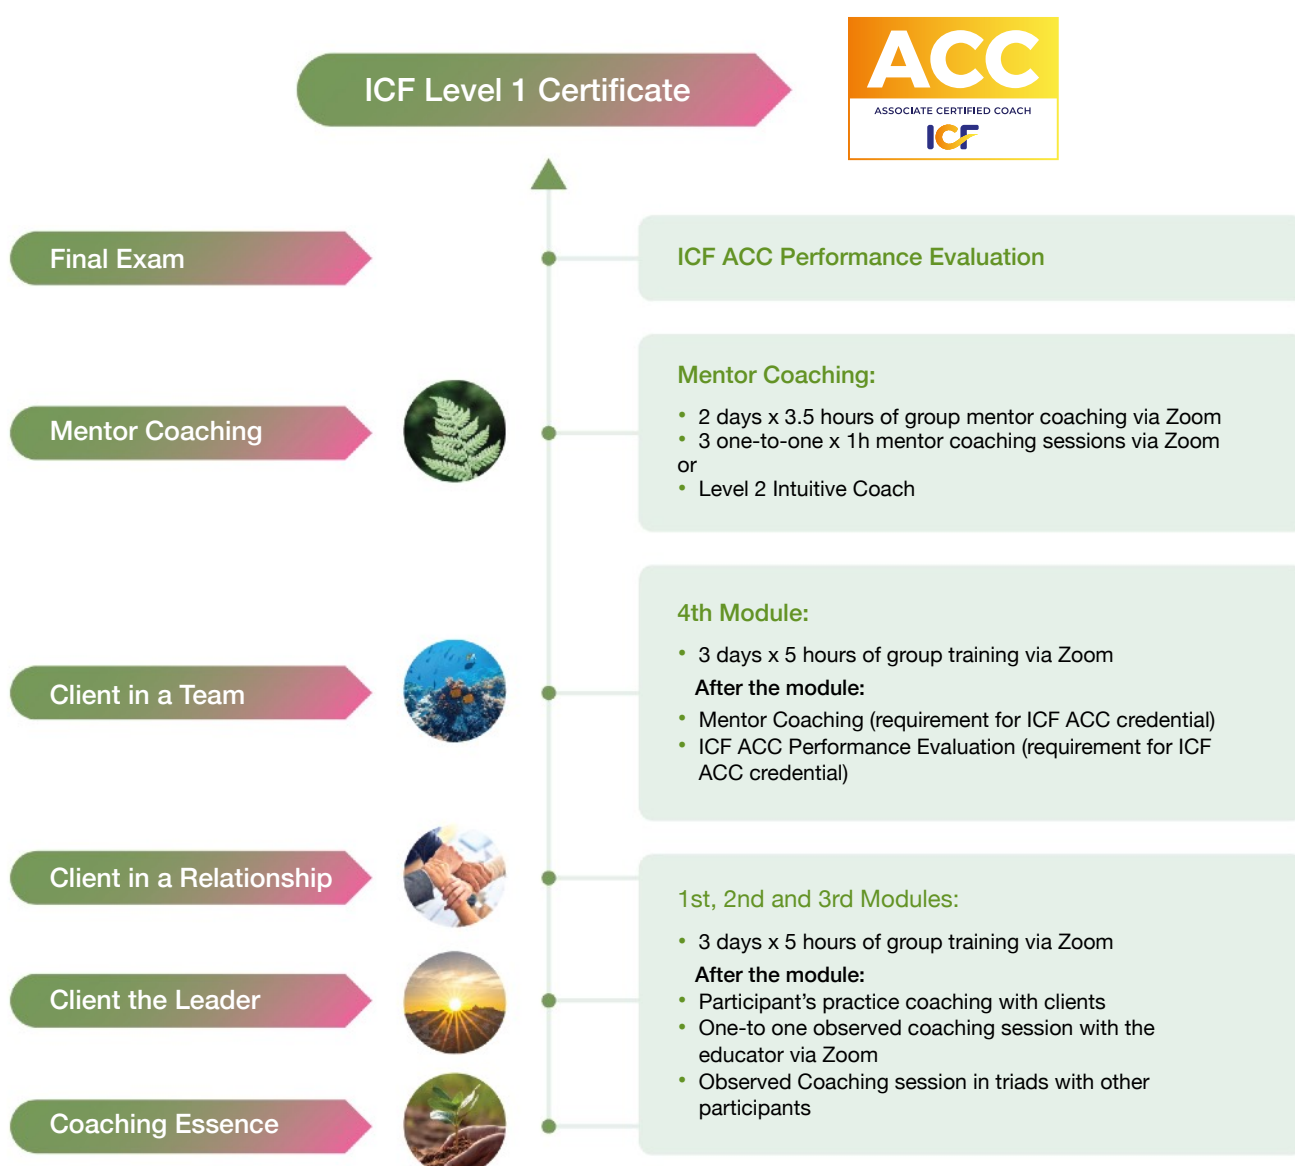 ICF Level 1 Certificate
ACC
ASSOCIATE CERTIFIED COACH
ICF
Final Exam
ICF ACC Performance Evaluation
Mentor Coaching
Mentor Coaching:
• 2 days x 3.5 hours of group mentor coaching via Zoom
• 3 one-to-one x 1h mentor coaching sessions via Zoom
or
• Level 2 Intuitive Coach
Client in a Team
4th Module:
• 3 days x 5 hours of group training via Zoom
After the module:
• Mentor Coaching (requirement for ICF ACC credential)
• ICF ACC Performance Evaluation (requirement for ICF
ACC credential)
Client in a Relationship
Client the Leader
Coaching Essence
1st, 2nd and 3rd Modules:
• 3 days x 5 hours of group training via Zoom
After the module:
• Participant’s practice coaching with clients
• One-to one observed coaching session with the
educator via Zoom
• Observed Coaching session in triads with other
participants